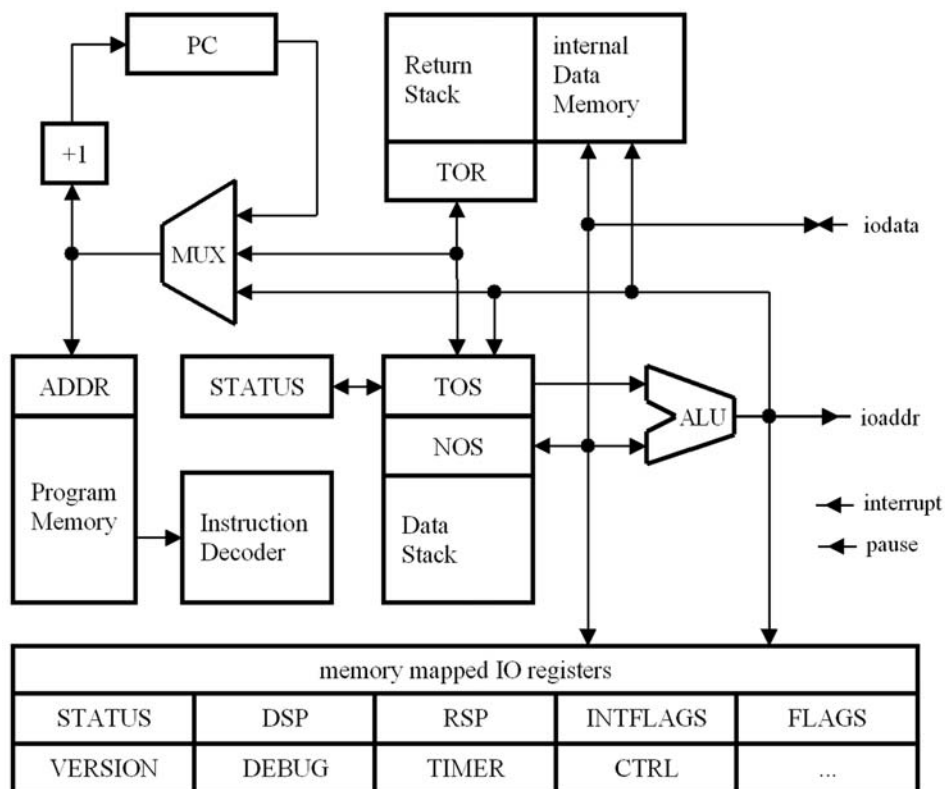 PC
Return
Stack
internal
Data
Memory
+1
TOR
MUX
iodata
ADDR
STATUS
TOS
ALU
ioaddr
NOS
Program
Memory
Instruction
Decoder
Data
Stack
interrupt
pause
memory mapped IO registers
STATUS DSP RSP INTFLAGS FLAGS
VERSION DEBUG TIMER CTRL ...